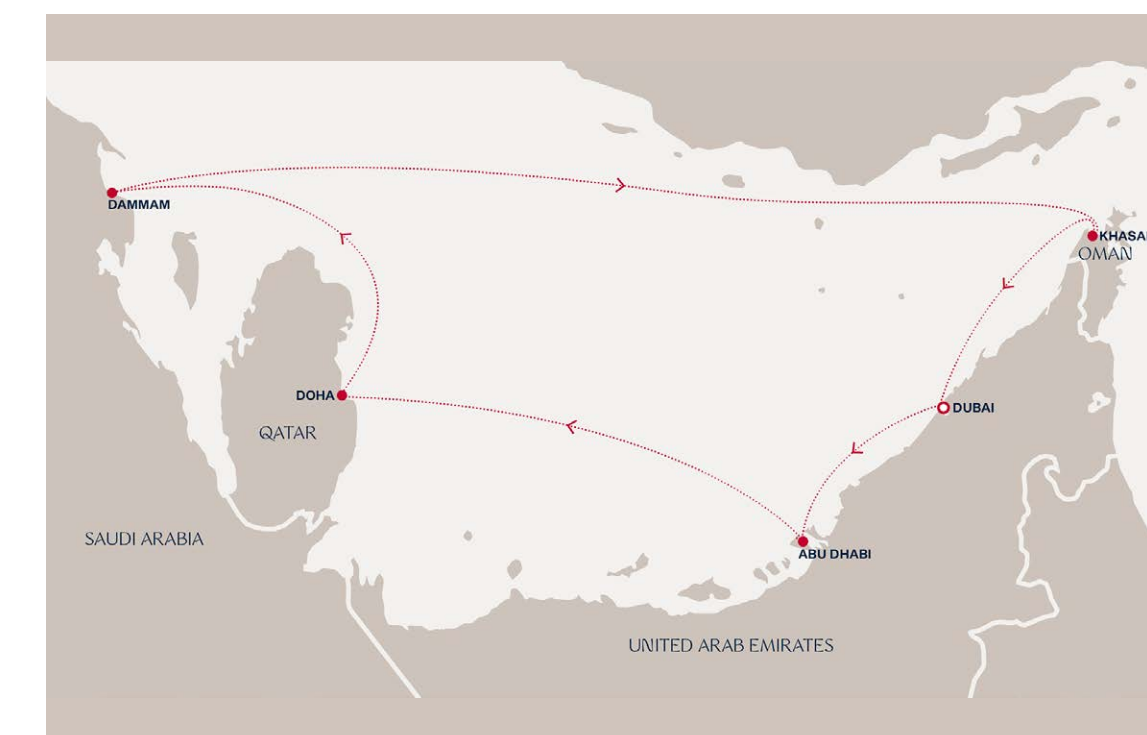 DAMMAM
KHASA
OMAN
DOHA
DUBAI
QATAR
SAUDI ARABIA
ABU DHABI
UNITED ARAB EMIRATES